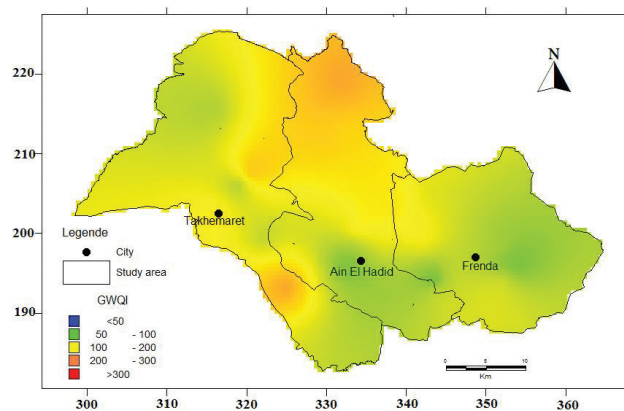 220
210
200
190
N
Takhemaret
Ain El Hadid
Frenda
Legende
City
Study area
GWQI
<50
50 - 100
100 - 200
200 - 300
>300
0 5 10
Km
300 310 320 330 340 350 360